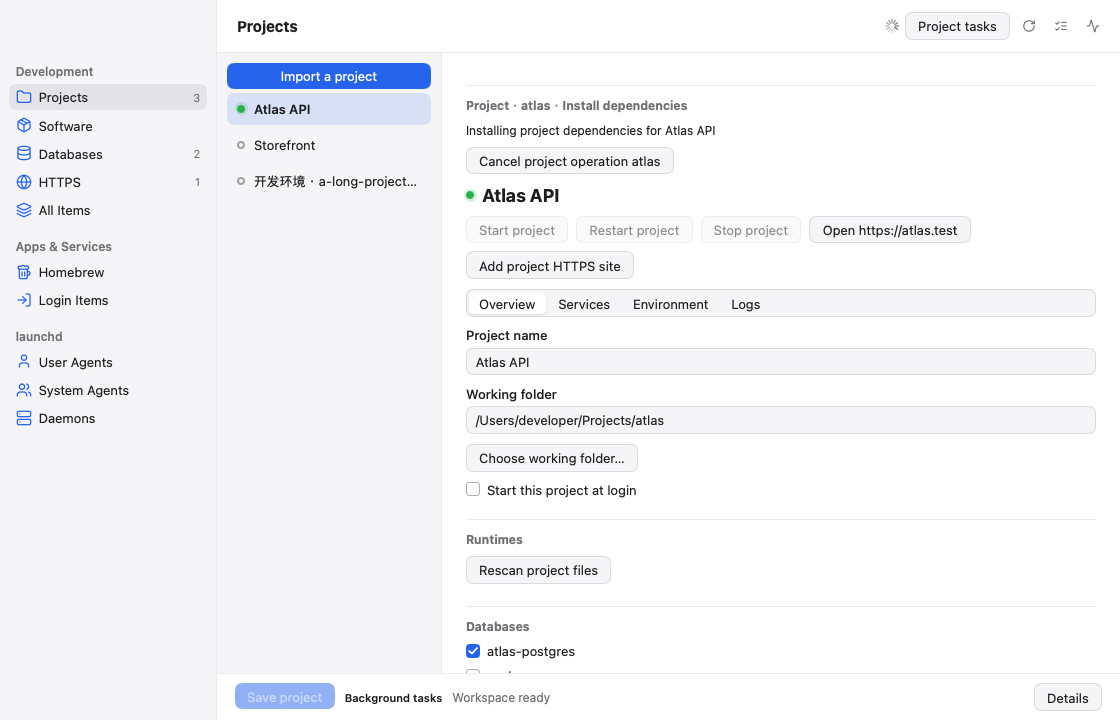 Projects
Project tasks
Development
Projects 3
Software
Databases 2
HTTPS 1
All Items
Apps & Services
Homebrew
Login Items
launchd
User Agents
System Agents
Daemons
Import a project
Atlas API
Storefront
开发环境 · a-long-project...
Project · atlas · Install dependencies
Installing project dependencies for Atlas API
Cancel project operation atlas
Atlas API
Start project Restart project Stop project Open https://atlas.test
Add project HTTPS site
Overview Services Environment Logs
Project name
Atlas API
Working folder
/Users/developer/Projects/atlas
Choose working folder...
Start this project at login
Runtimes
Rescan project files
Databases
atlas-postgres
Save project Background tasks Workspace ready Details